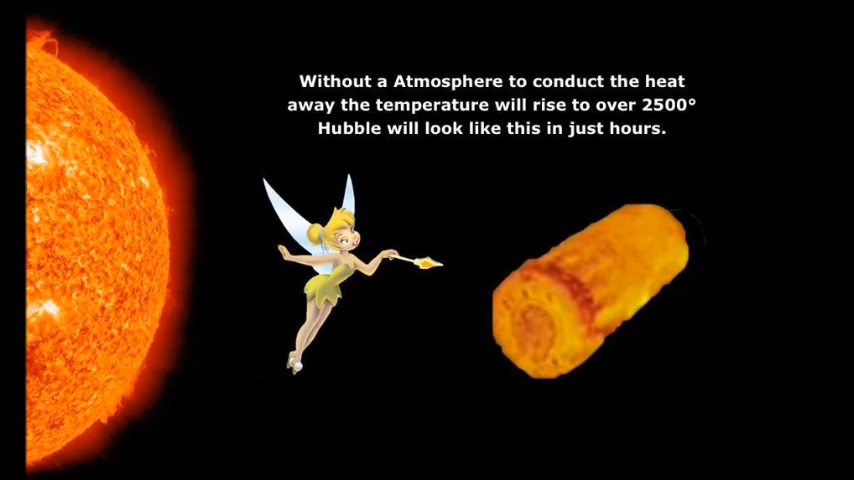 Without a Atmosphere to conduct the heat
away the temperature will rise to over 2500°
Hubble will look like this in just hours.